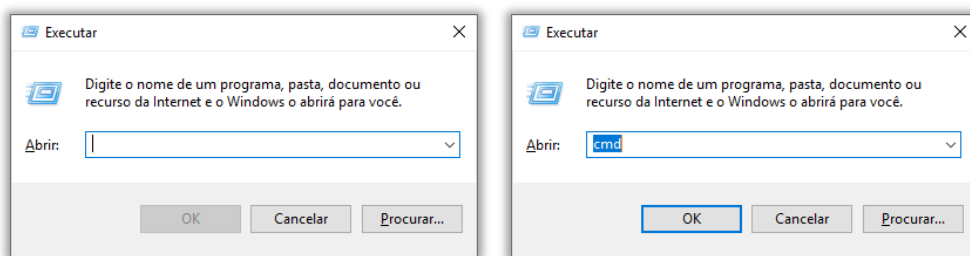 Executar
Digite o nome de um programa, pasta, documento ou
recurso da Internet e o Windows o abrirá para você.
Abrir:
OK Cancelar Procurar...
Executar
Digite o nome de um programa, pasta, documento ou
recurso da Internet e o Windows o abrirá para você.
Abrir: cmd
OK Cancelar Procurar...